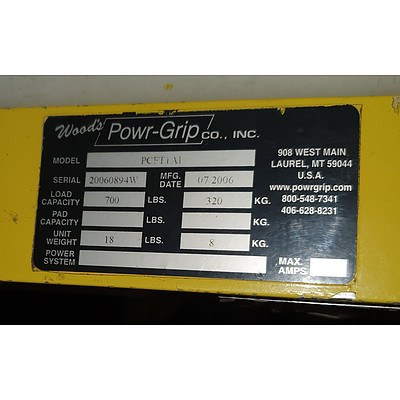 Wood's Powr-Grip CO., INC.
MODEL
SERIAL 20060894W MFG. DATE 07.2006
LOAD CAPACITY 700 LBS. 320 KG.
PAD CAPACITY LBS. KG.
UNIT WEIGHT 18 LBS. 8 KG.
POWER SYSTEM MAX. AMPS
908 WEST MAIN
LAUREL, MT 59044
U.S.A.
www.powrgrip.com
800-548-7341
406-628-8231